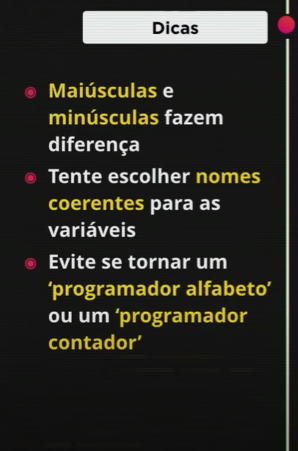 Dicas
Maiúsculas e
minúsculas fazem
diferença
Tente escolher nomes
coerentes para as
variáveis
Evite se tornar um
‘programador alfabeto’
ou um ‘programador
contador’